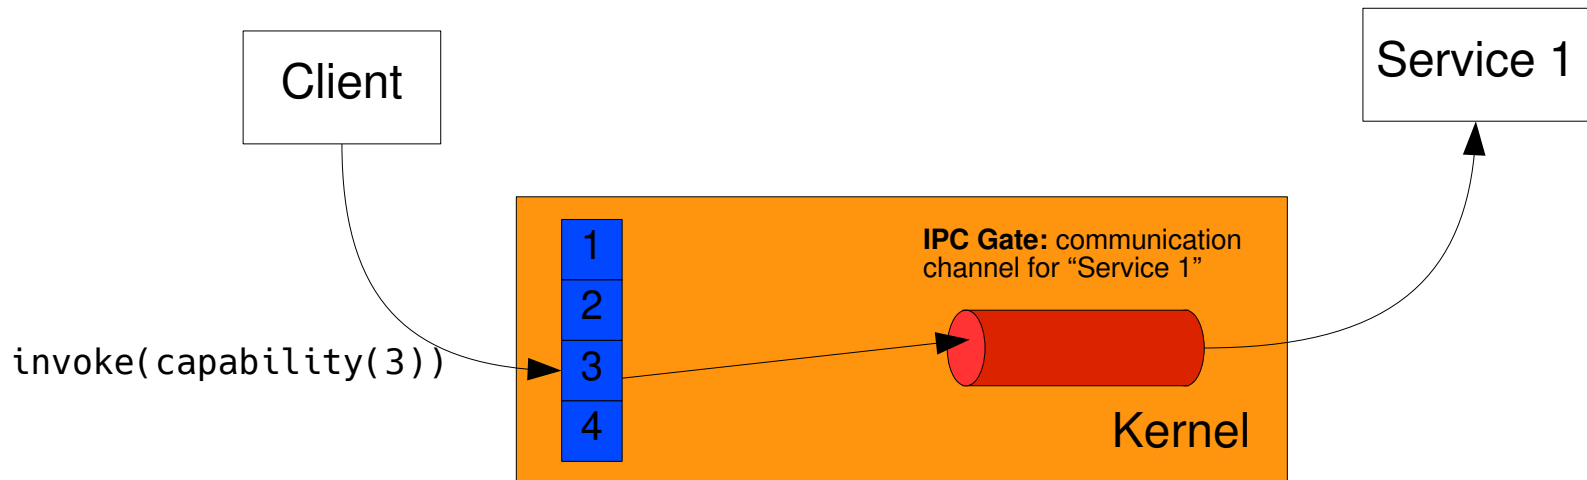 Client
Service 1
invoke(capability(3))
1
2
3
4
IPC Gate: communication
channel for “Service 1”
Kernel